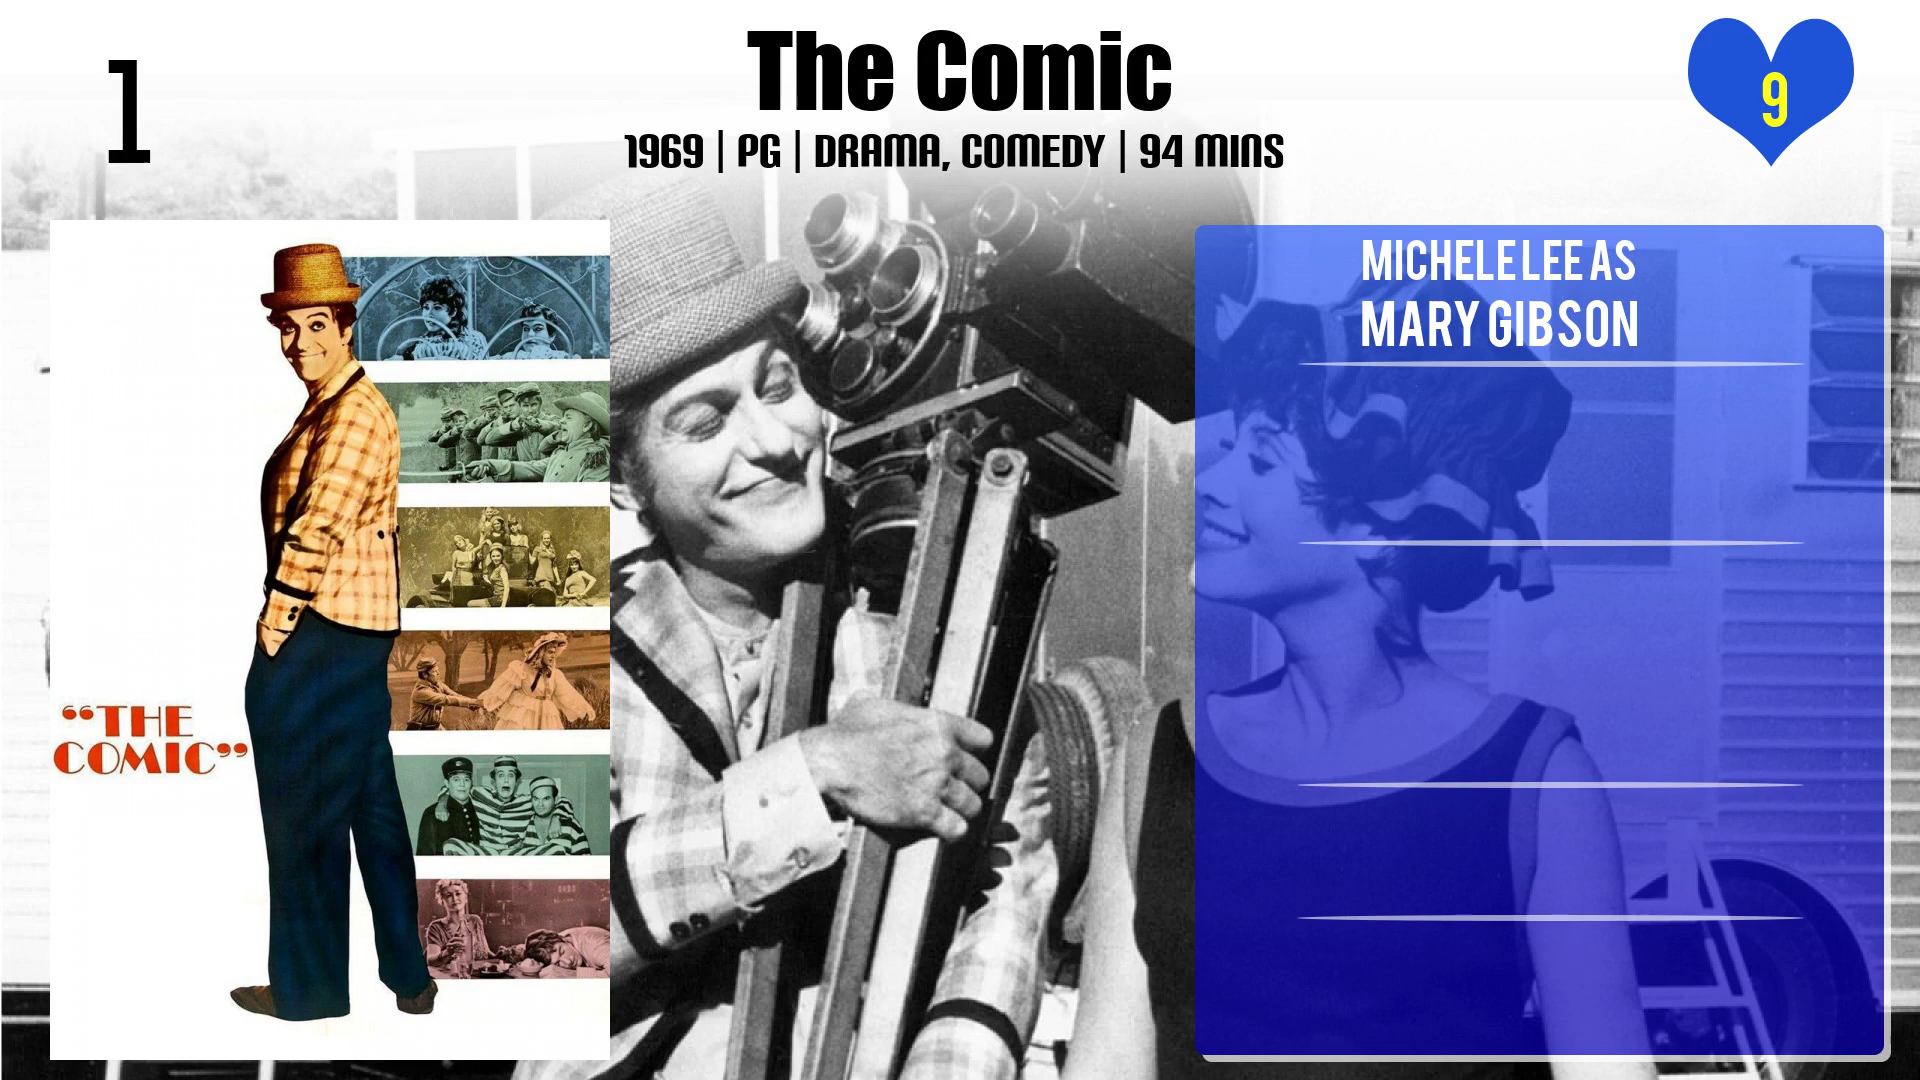 1
The Comic
1969 | PG | DRAMA, COMEDY | 94 MINS
9
"THE
COMIC"
MICHELE LEE AS
MARY GIBSON